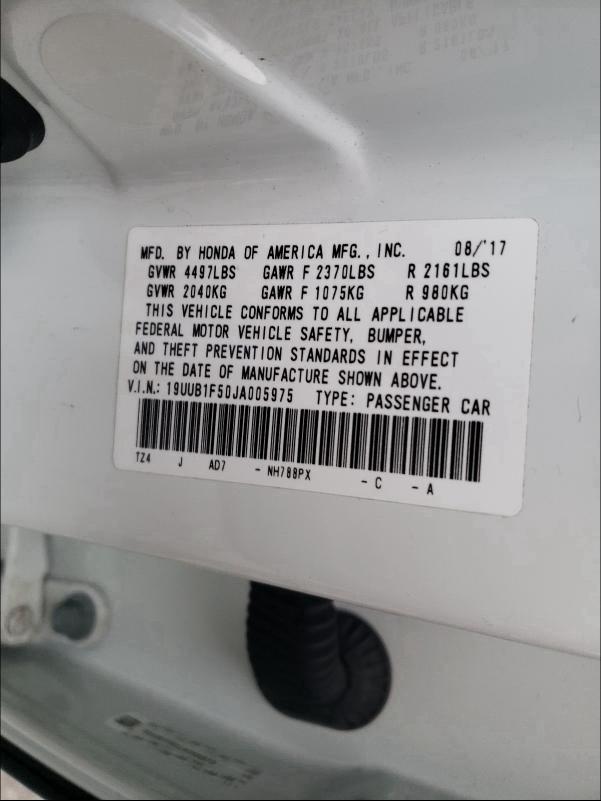 MFD. BY HONDA OF AMERICA MFG., INC. 08/'17
GVWR 4497LBS GAWR F 2370LBS R 2161LBS
GVWR 2040KG GAWR F 1075KG R 980KG
THIS VEHICLE CONFORMS TO ALL APPLICABLE
FEDERAL MOTOR VEHICLE SAFETY, BUMPER,
AND THEFT PREVENTION STANDARDS IN EFFECT
ON THE DATE OF MANUFACTURE SHOWN ABOVE.
V.I.N.: 19UUB1F50JA005975 TYPE: PASSENGER CAR
TZ4 J AD7 - NH788PX - C - A